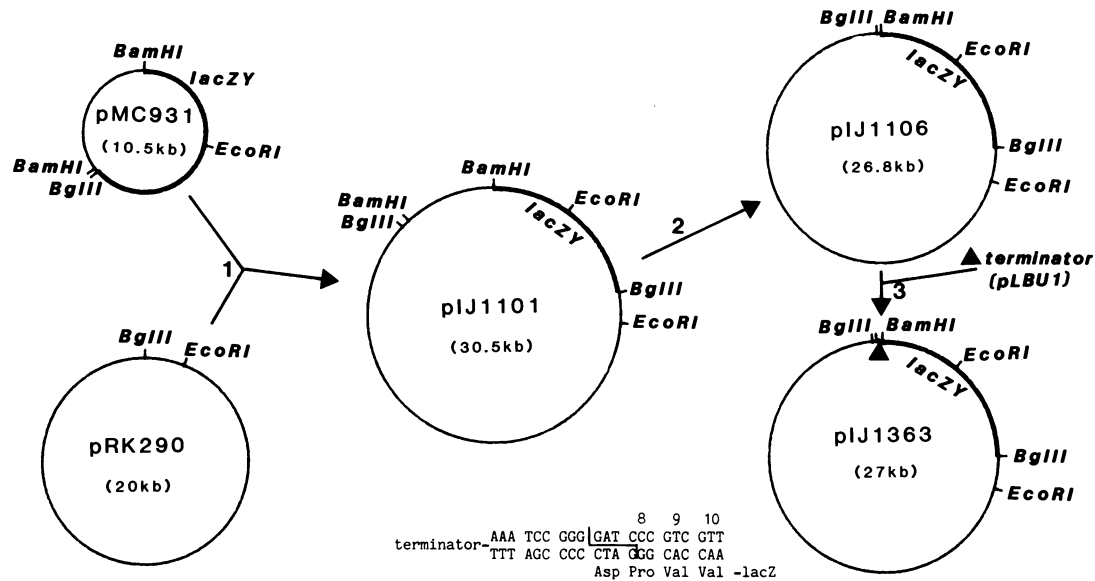 BamHI
lacZY
pMC931
(10.5kb)
EcoRI
BamHI
BglII
1
BglII
EcoRI
pRK290
(20kb)
BamHI
BamHI
BglII
EcoRI
lacZY
pIJ1101
(30.5kb)
BglII
EcoRI
2
BglII BamHI
EcoRI
lacZY
pIJ1106
(26.8kb)
BglII
EcoRI
▲ terminator
(pLBU1)
3
BglII BamHI
EcoRI
lacZY
pIJ1363
(27kb)
BglII
EcoRI
8 9 10
terminator-AAA TCC GGG GAT CCC GTC GTT
TTT AGC CCC CTA GGG CAC CAA
Asp Pro Val Val -lacZ